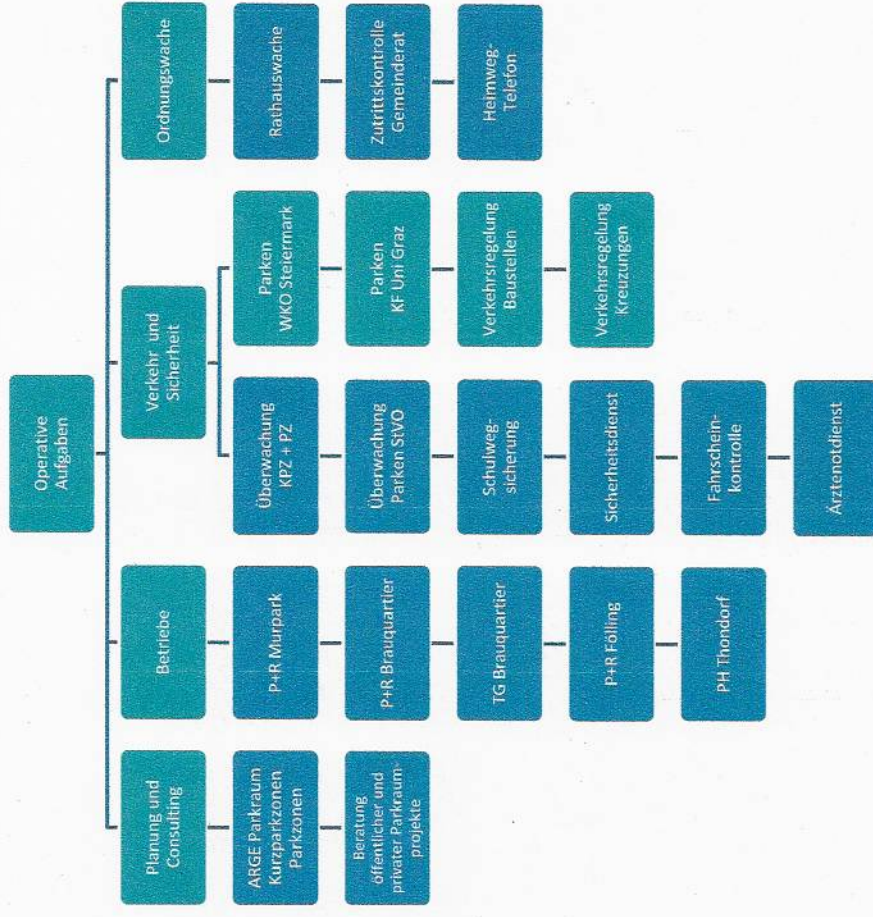 Operative
Aufgaben
Planung und
Consulting
ARGE Parkraum
Kurzparkzonen
Parkzonen
Beratung
öffentlicher und
privater Parkraum-
projekte
Betriebe
P+R Murpark
P+R Brauquartier
TG Brauquartier
P+R Fölling
PH Thondorf
Verkehr und
Sicherheit
Überwachung
KPZ + PZ
Überwachung
Parken StVO
Schulweg-
sicherung
Sicherheitsdienst
Fahrschein-
kontrolle
Ärztenotdienst
Parken
WKO Steiermark
Parken
KF Uni Graz
Verkehrsregelung
Baustellen
Verkehrsregelung
Kreuzungen
Ordnungswache
Rathauswache
Zutrittskontrolle
Gemeinderat
Heimweg-
Telefon